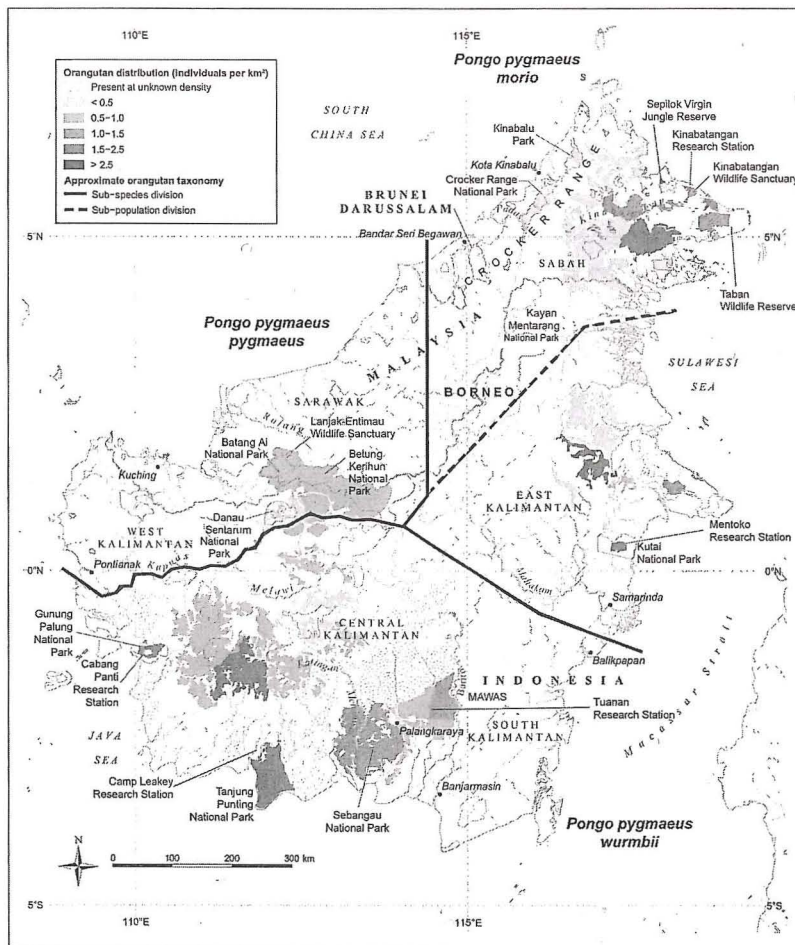 110°E
115°E
Orangutan distribution (individuals per km²)
Present at unknown density
< 0.5
0.5–1.0
1.0–1.5
1.5–2.5
> 2.5
Approximate orangutan taxonomy
Sub-species division
Sub-population division
Pongo pygmaeus
morio
SOUTH
CHINA SEA
Sepilok Virgin
Jungle Reserve
Kinabatangan
Research Station
Kinabatangan
Wildlife Sanctuary
Kinabalu
Park
Kota Kinabalu
Crocker Range
National Park
CROCKER RANGE
BRUNEI
DARUSSALAM
Bandar Seri Begawan
Padas
5°N
5°N
SABAH
Taban
Wildlife Reserve
Kayan
Mentarang
National Park
Pongo pygmaeus
pygmaeus
MALAYSIA
SULAWESI
SEA
BORNEO
SARAWAK
Lanjak-Entimau
Wildlife Sanctuary
Batang Ai
National Park
Betung
Kerihun
National
Park
Kuching
Danau
Sentarum
National
Park
EAST
KALIMANTAN
WEST
KALIMANTAN
Mentoko
Research Station
Kutai
National Park
Pontianak
Kapuas
0°N
0°N
Melawi
Mahakam
Samarinda
Gunung
Palung
National
Park
CENTRAL
KALIMANTAN
Cabang
Panti
Research
Station
Balikpapan
Barito
INDONESIA
MAWAS
Tuanan
Research Station
Macassar Strait
JAVA
SEA
Palangkaraya
SOUTH
KALIMANTAN
Camp Leakey
Research Station
Tanjung
Punting
National Park
Sebangau
National Park
Banjarmasin
Pongo pygmaeus
wurmbii
N
0 100 200 300 km
5°S
5°S
110°E
115°E